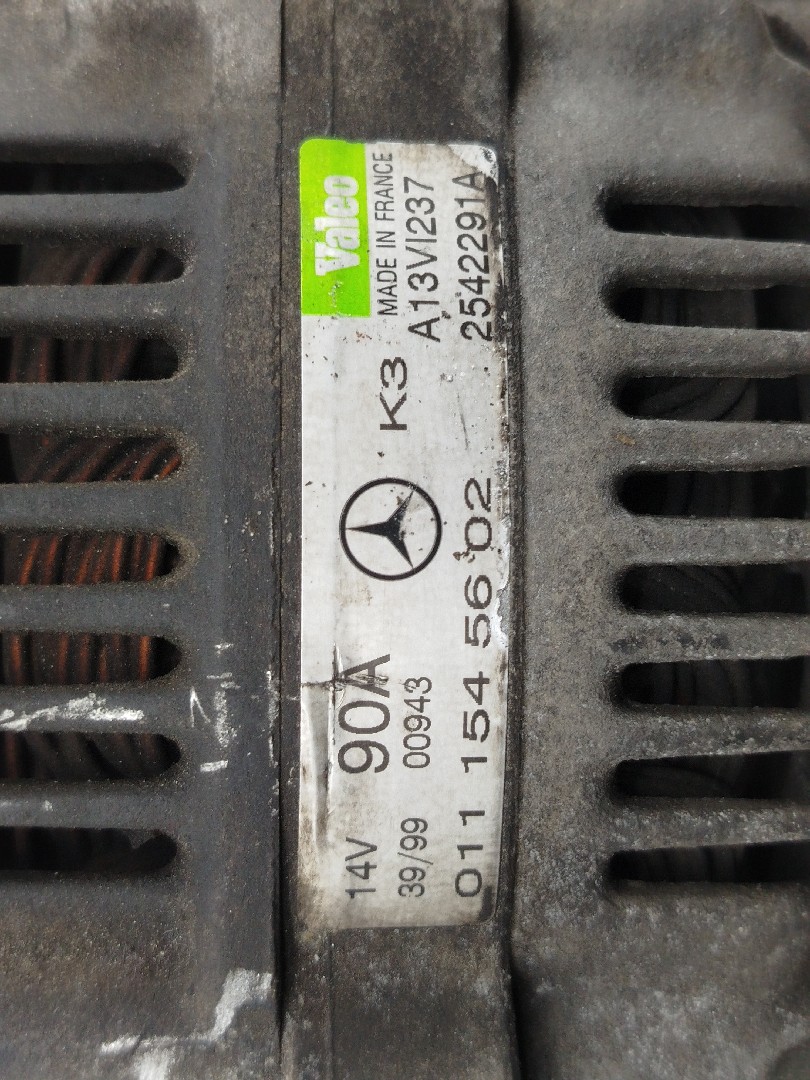 14V 90A K3 Valeo
39/99 00943 A13VI237 MADE IN FRANCE
011 154 56 02 2542291A